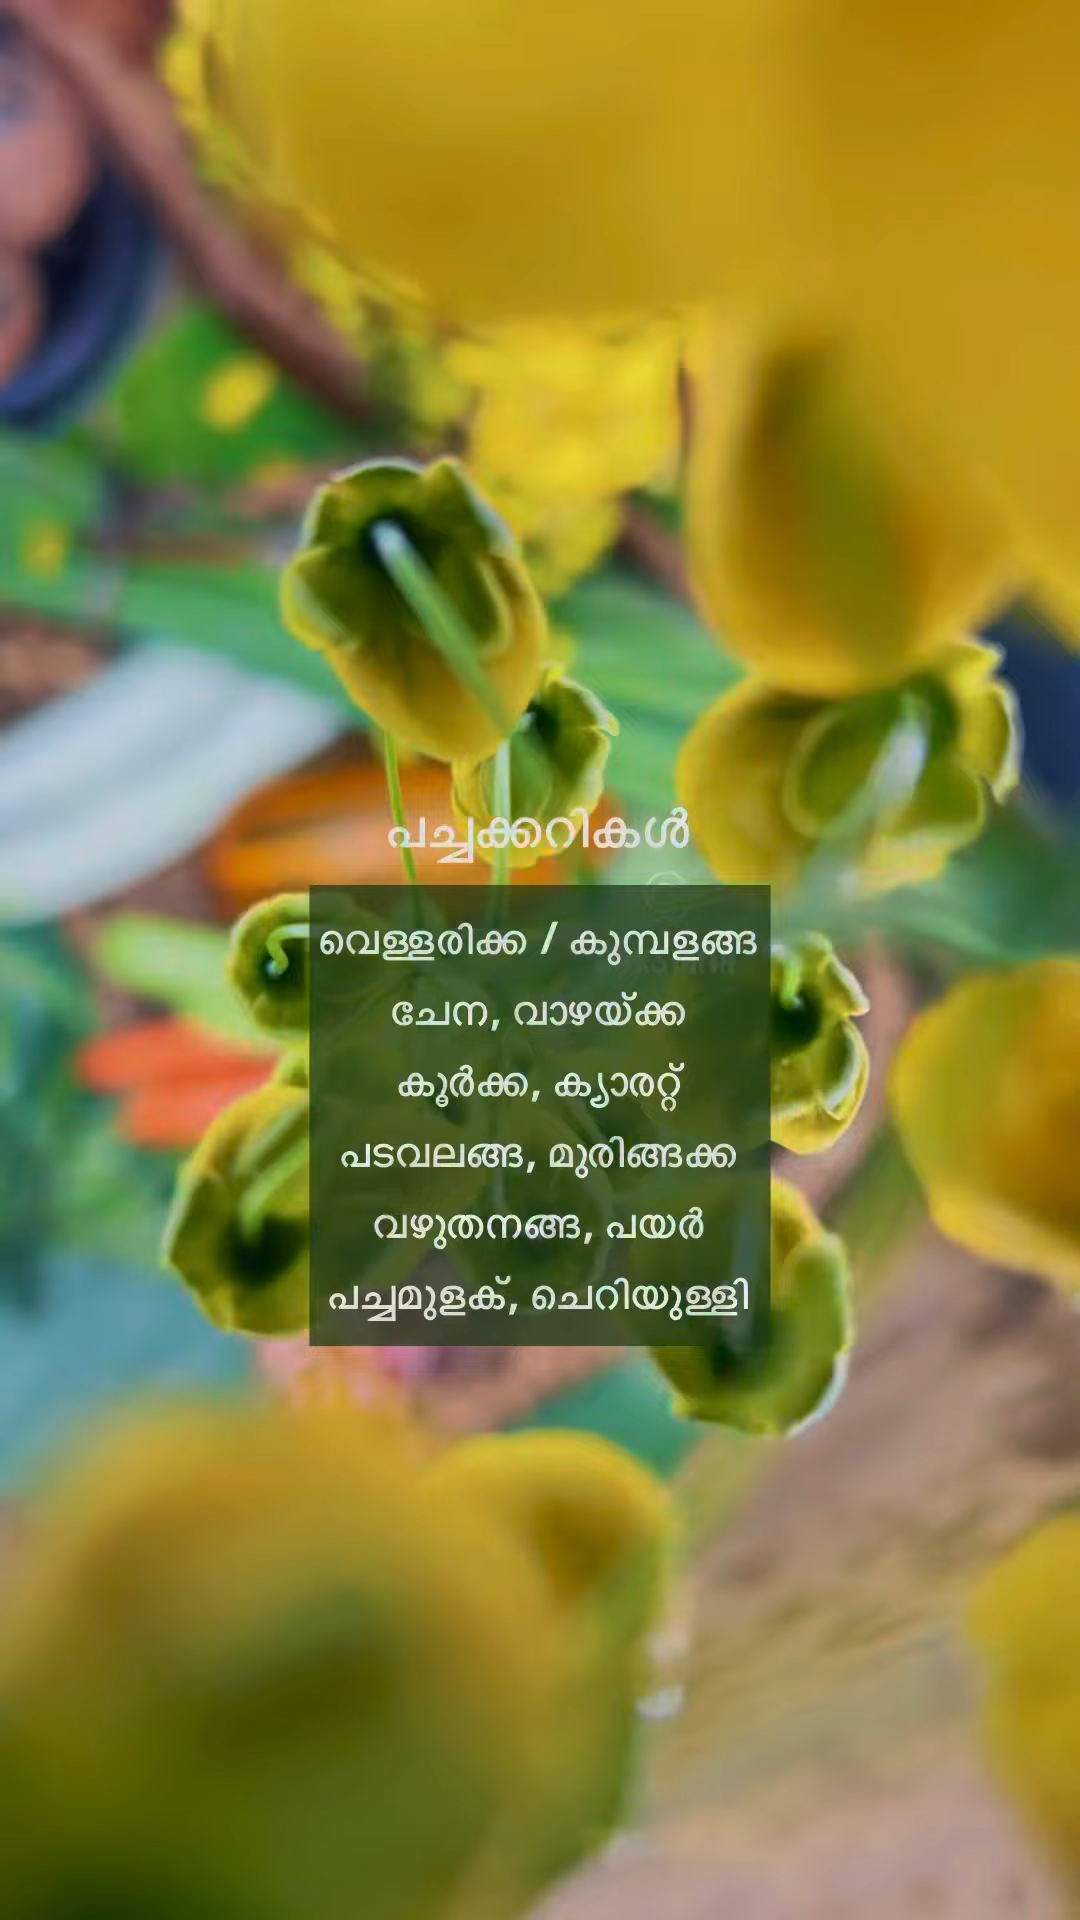 പച്ചക്കറികൾ
വെള്ളരിക്ക / കുമ്പളങ്ങ
ചേന, വാഴയ്ക്ക
കൂർക്ക, ക്യാരറ്റ്
പടവലങ്ങ, മുരിങ്ങക്ക
വഴുതനങ്ങ, പയർ
പച്ചമുളക്, ചെറിയുള്ളി